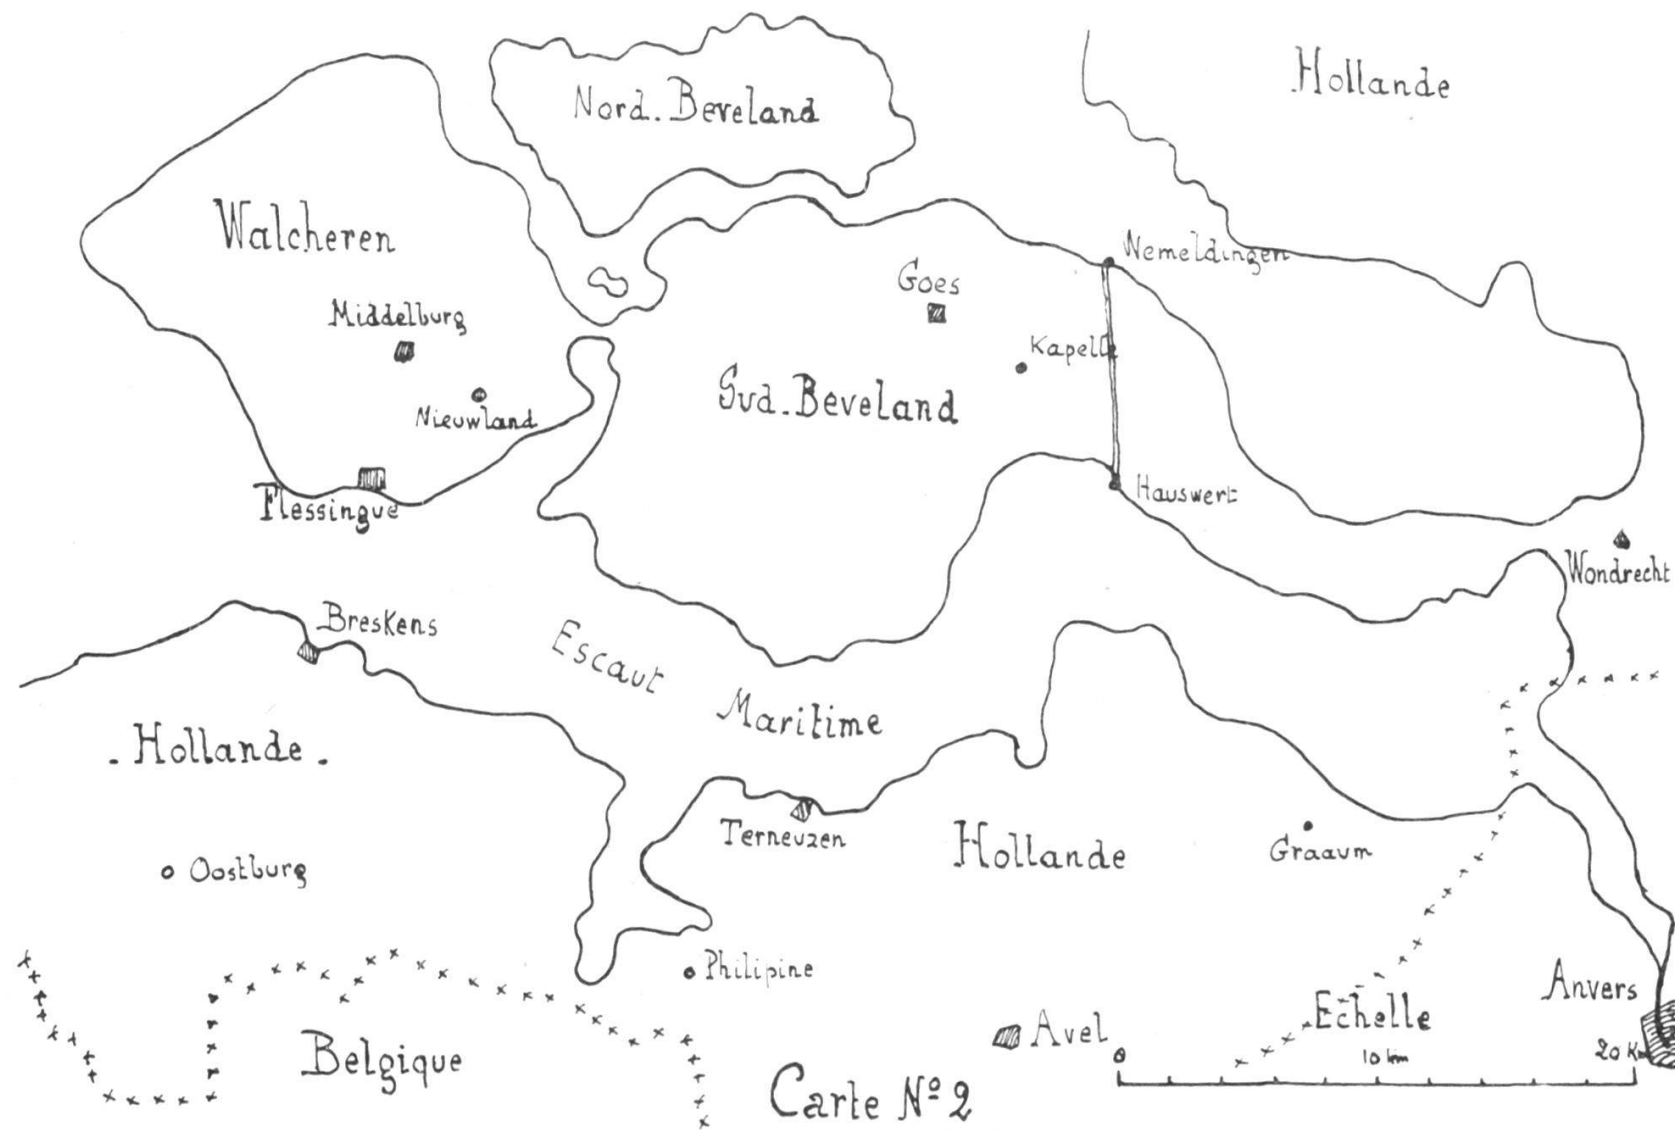 Hollande
Nord. Beveland
Walcheren
Nemeldingen
Goes
Middelburg
Kapelle
Sud. Beveland
Nieuwland
Hauswert
Flessingue
Wondrecht
Breskens
Escaut
Maritime
- Hollande -
Terneuzen
Hollande
Graaum
Oostburg
Philipine
Anvers
Echelle
Avel
Belgique
0
10 km
20 Km
Carte Nº 2